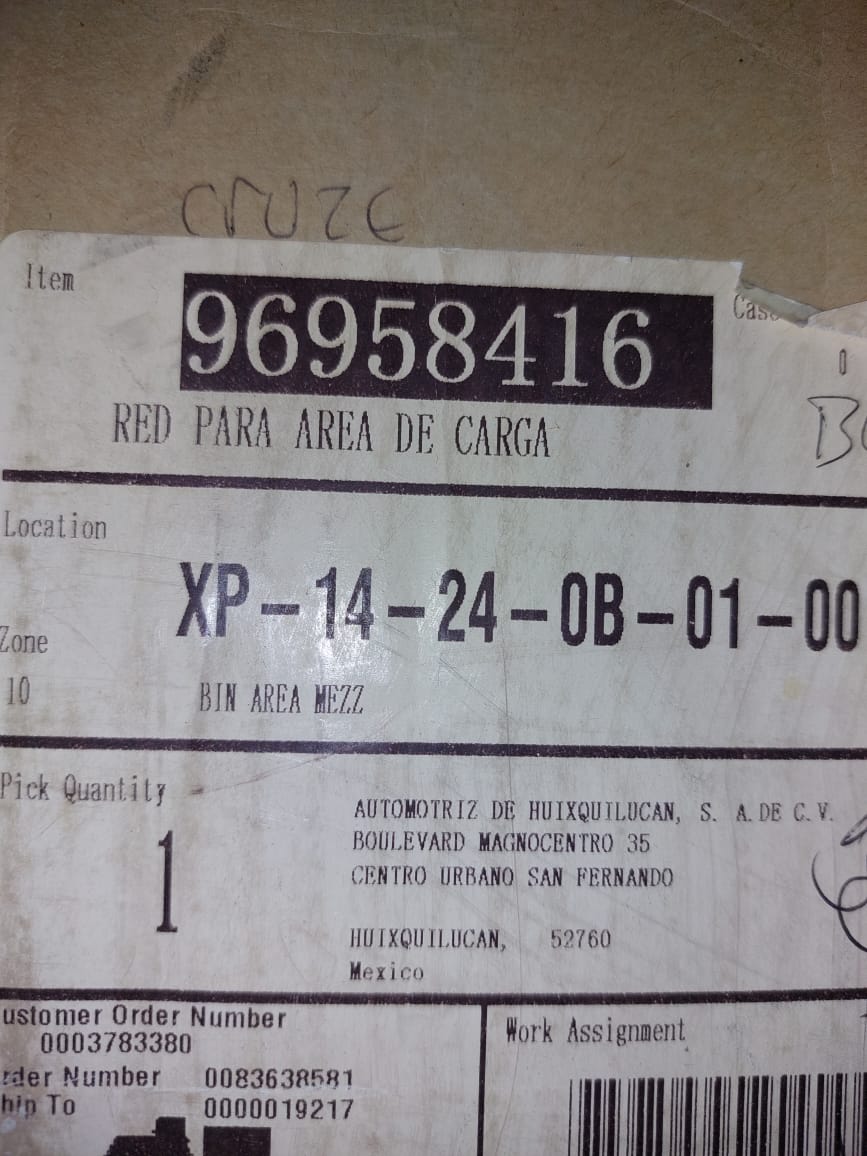 CRUZE
Item
96958416
RED PARA AREA DE CARGA
0
Location
XP-14-24-0B-01-00
Zone
10
BIN AREA MEZZ
Pick Quantity
1
AUTOMOTRIZ DE HUIXQUILUCAN, S. A. DE C. V.
BOULEVARD MAGNOCENTRO 35
CENTRO URBANO SAN FERNANDO
HUIXQUILUCAN, 52760
Mexico
ustomer Order Number
0003783380
rder Number 0083638581
hip To 0000019217
Work Assignment